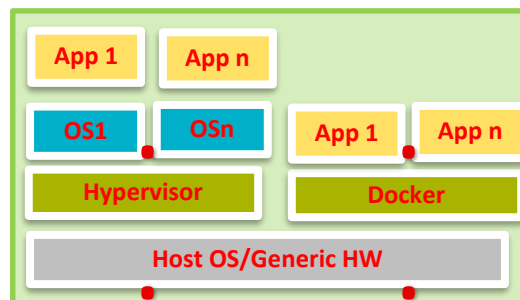 App 1
App n
OS1
OSn
App 1
App n
Hypervisor
Docker
Host OS/Generic HW